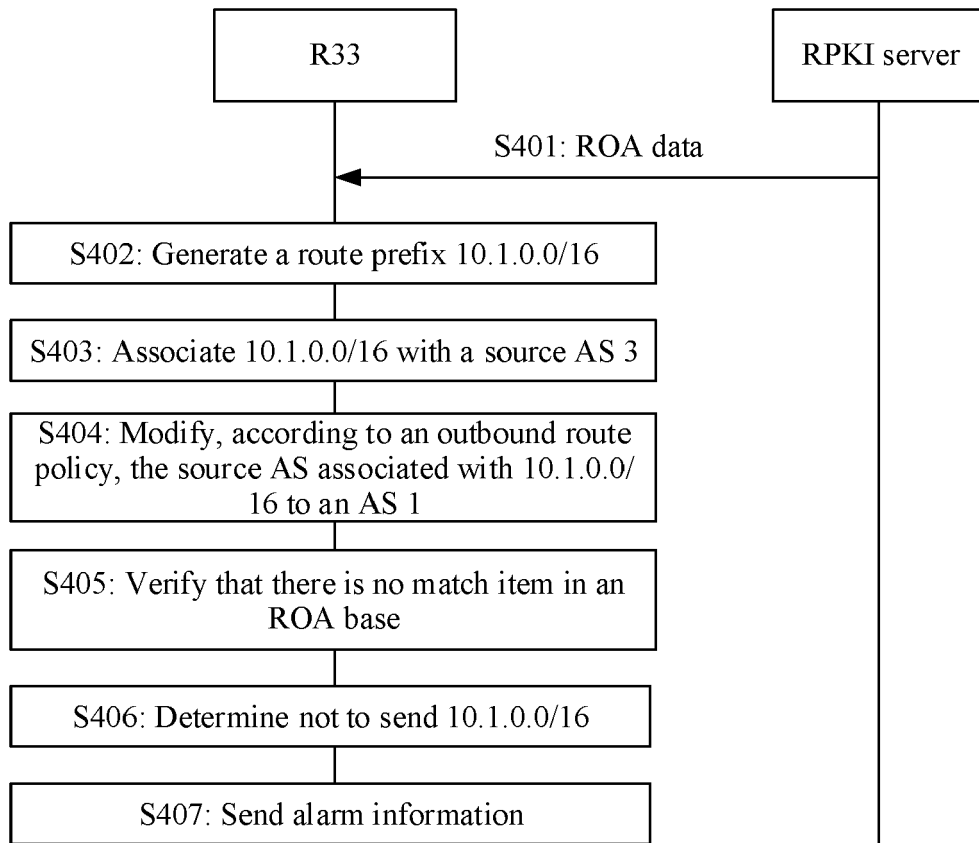 R33
RPKI server
S401: ROA data
S402: Generate a route prefix 10.1.0.0/16
S403: Associate 10.1.0.0/16 with a source AS 3
S404: Modify, according to an outbound route
policy, the source AS associated with 10.1.0.0/
16 to an AS 1
S405: Verify that there is no match item in an
ROA base
S406: Determine not to send 10.1.0.0/16
S407: Send alarm information